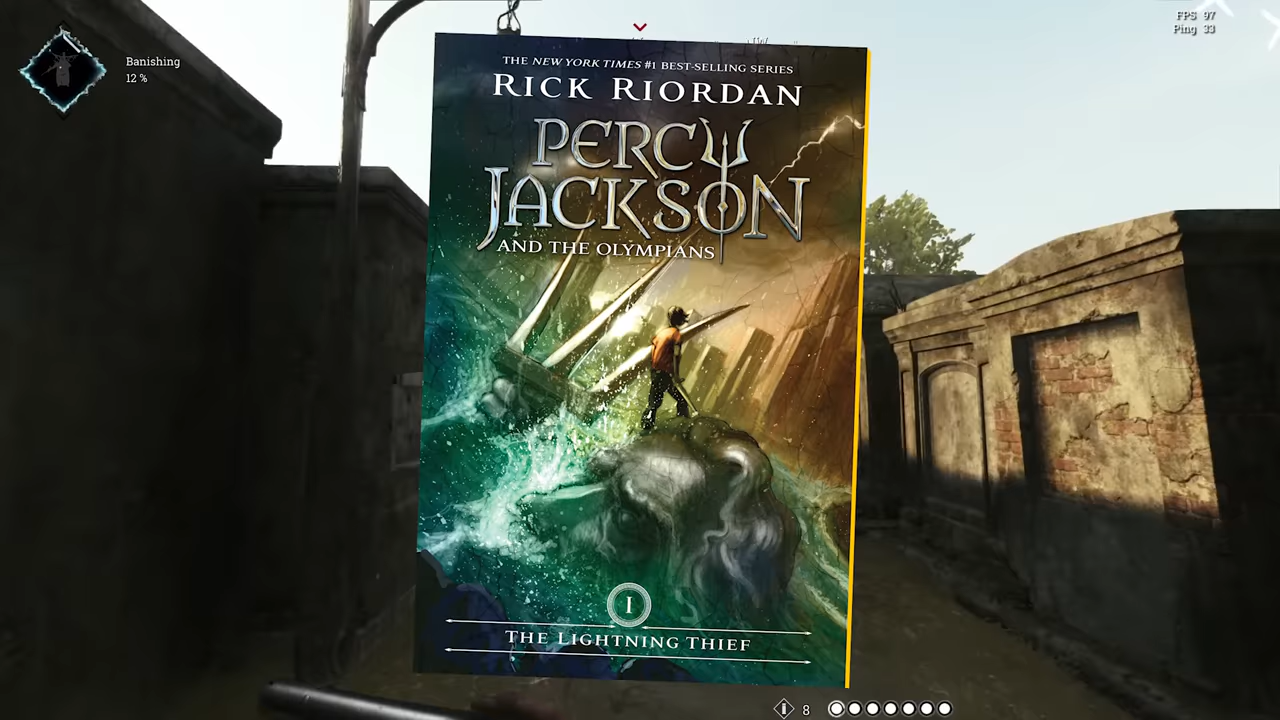 Banishing
12 %
FPS 97
Ping 33
THE NEW YORK TIMES #1 BEST-SELLING SERIES
RICK RIORDAN
PERCY
JACKSON
AND THE OLYMPIANS
I
THE LIGHTNING THIEF
8